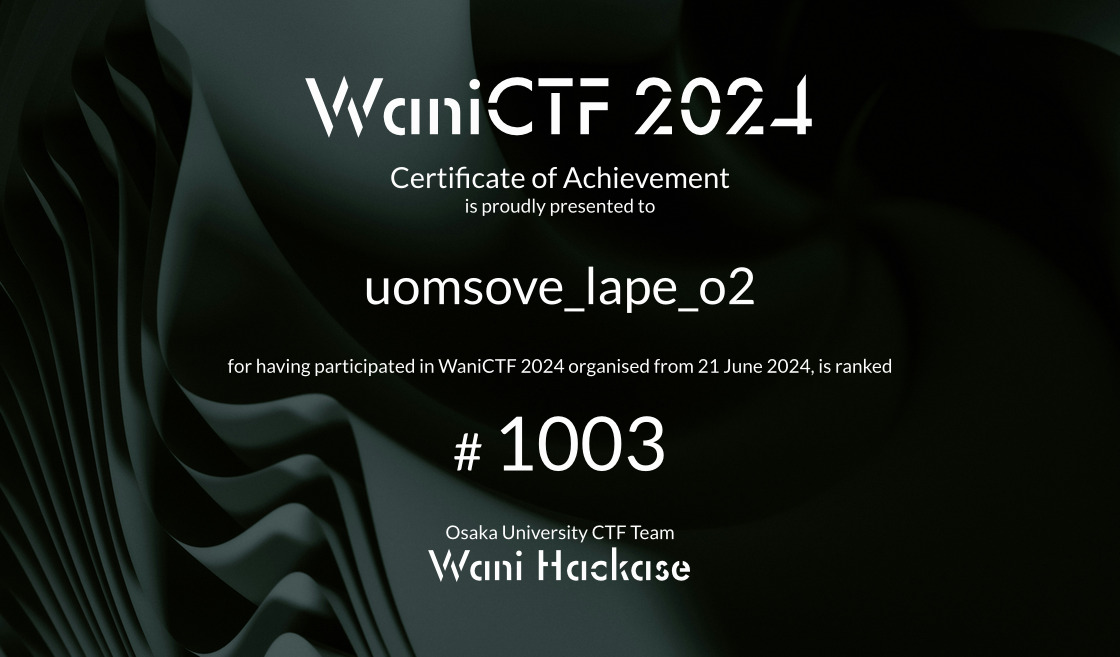 WaniCTF 2024
Certificate of Achievement
is proudly presented to
uomsove_lape_o2
for having participated in WaniCTF 2024 organised from 21 June 2024, is ranked
# 1003
Osaka University CTF Team
Wani Hackase